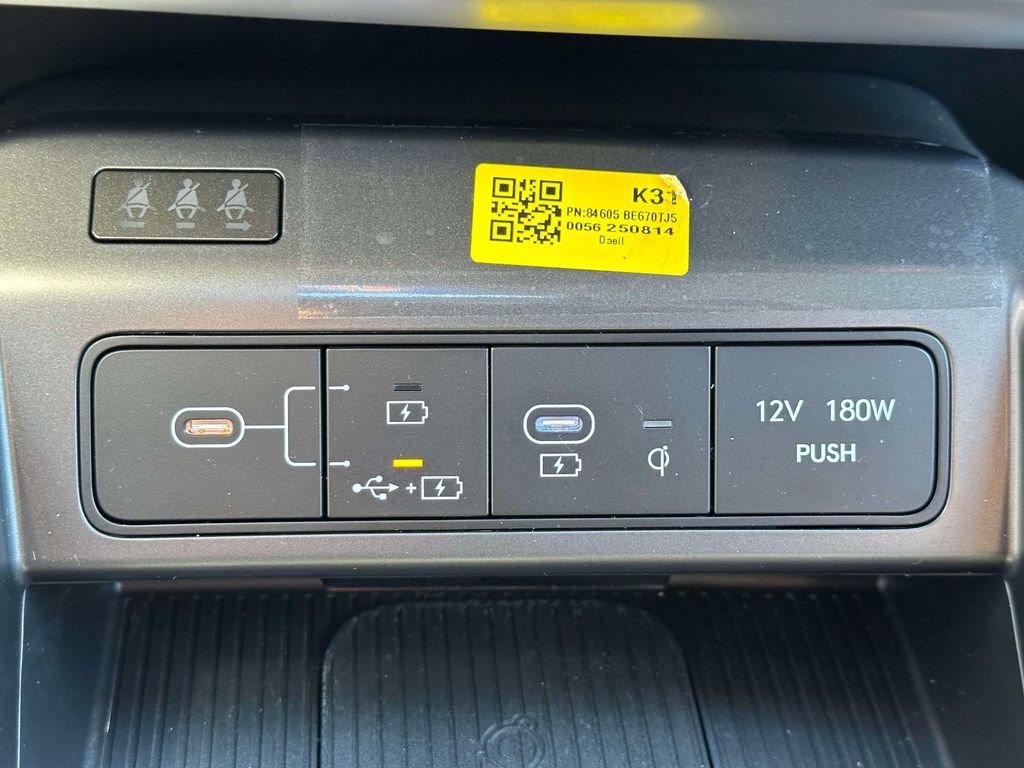 K31
PN:84605 BE670TJ5
0056 250814
Daeil
12V 180W
PUSH